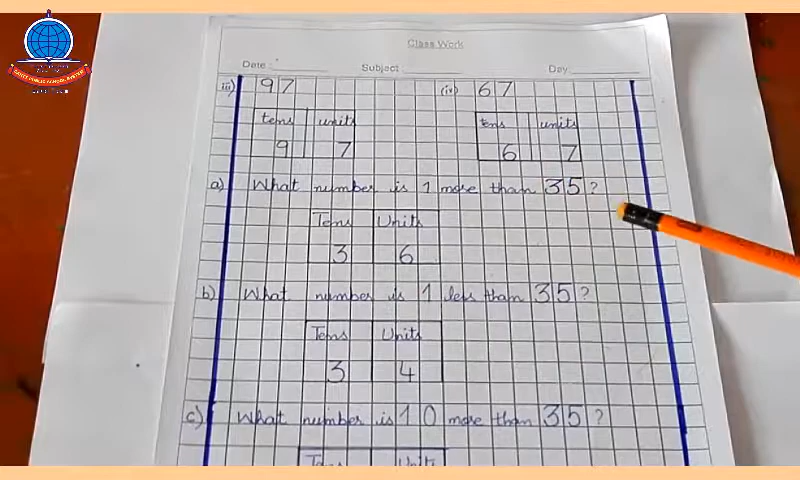 Class Work
Date : Subject Day
iii) 97 (iv) 67
tens units tens units
9 7 6 7
a) What number is 1 more than 35?
Tens Units
3 6
b) What number is 1 less than 35?
Tens Units
3 4
c) What number is 10 more than 35?
Tens Units